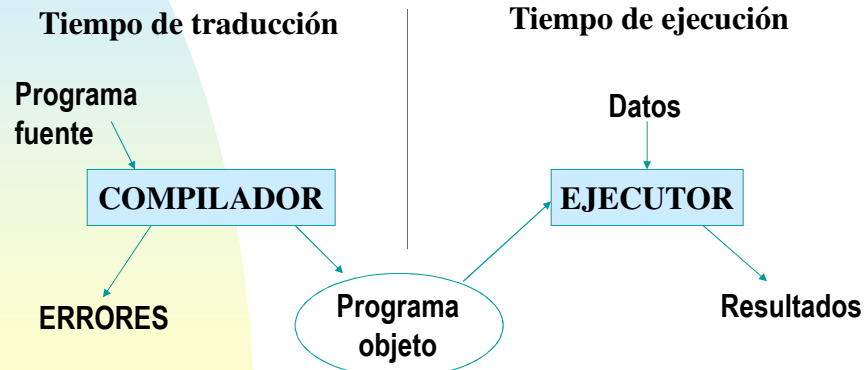 Tiempo de traducción
Tiempo de ejecución
Programa
fuente
Datos
COMPILADOR
EJECUTOR
ERRORES
Programa
objeto
Resultados